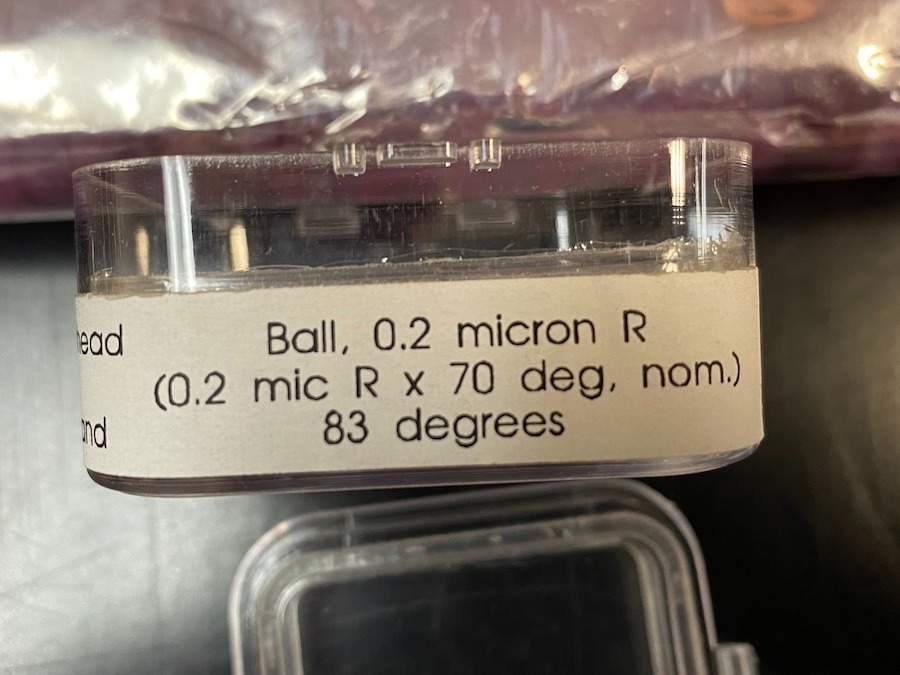 Ball, 0.2 micron R
(0.2 mic R x 70 deg, nom.)
83 degrees